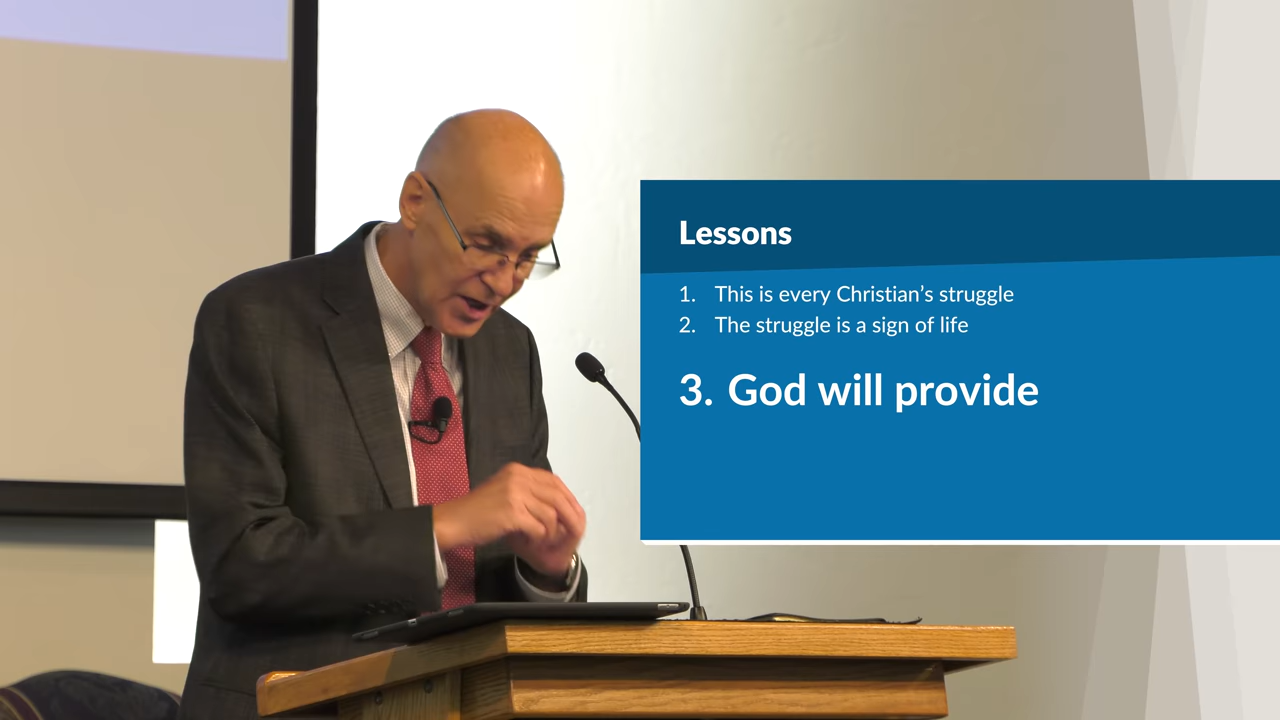 Lessons
1. This is every Christian’s struggle
2. The struggle is a sign of life
3. God will provide